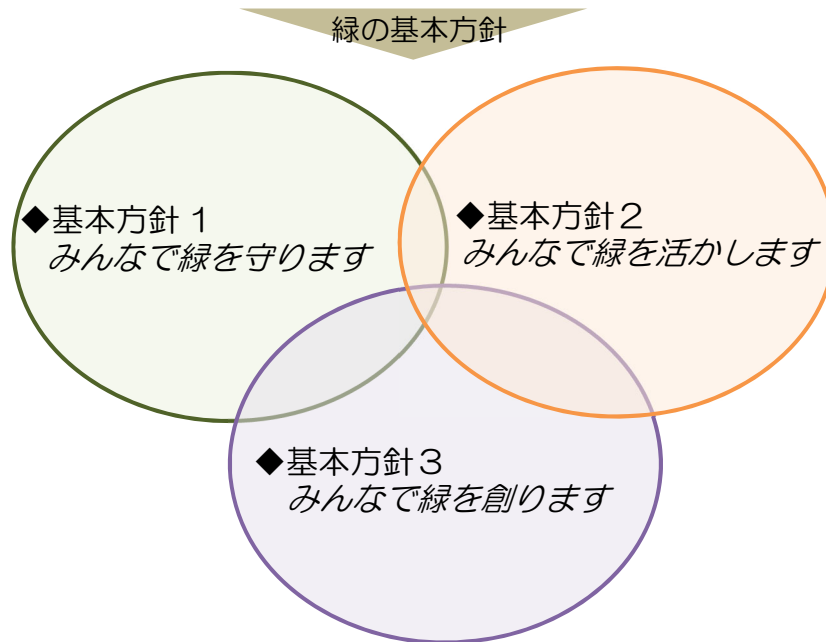 緑の基本方針
◆基本方針１
みんなで緑を守ります
◆基本方針２
みんなで緑を活かします
◆基本方針３
みんなで緑を創ります